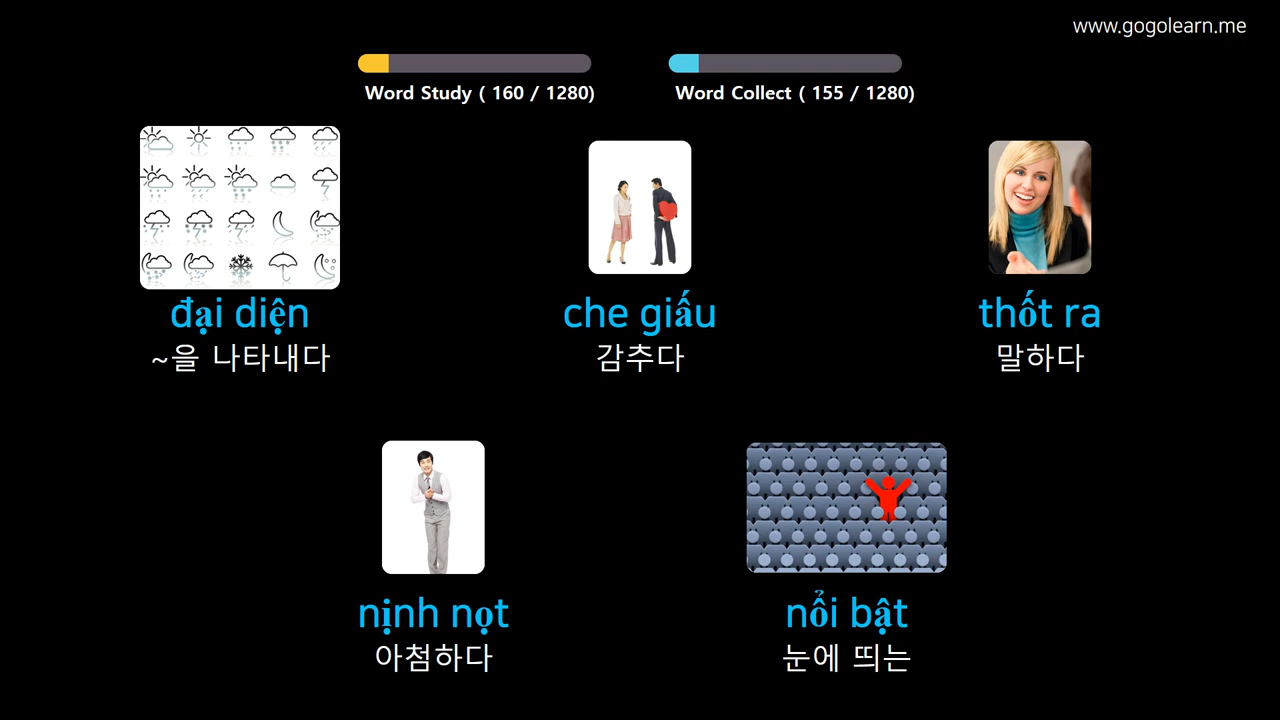 www.gogolearn.me
Word Study ( 160 / 1280)
Word Collect ( 155 / 1280)
đại diện
~을 나타내다
che giấu
감추다
thốt ra
말하다
nịnh nọt
아첨하다
nổi bật
눈에 띄는